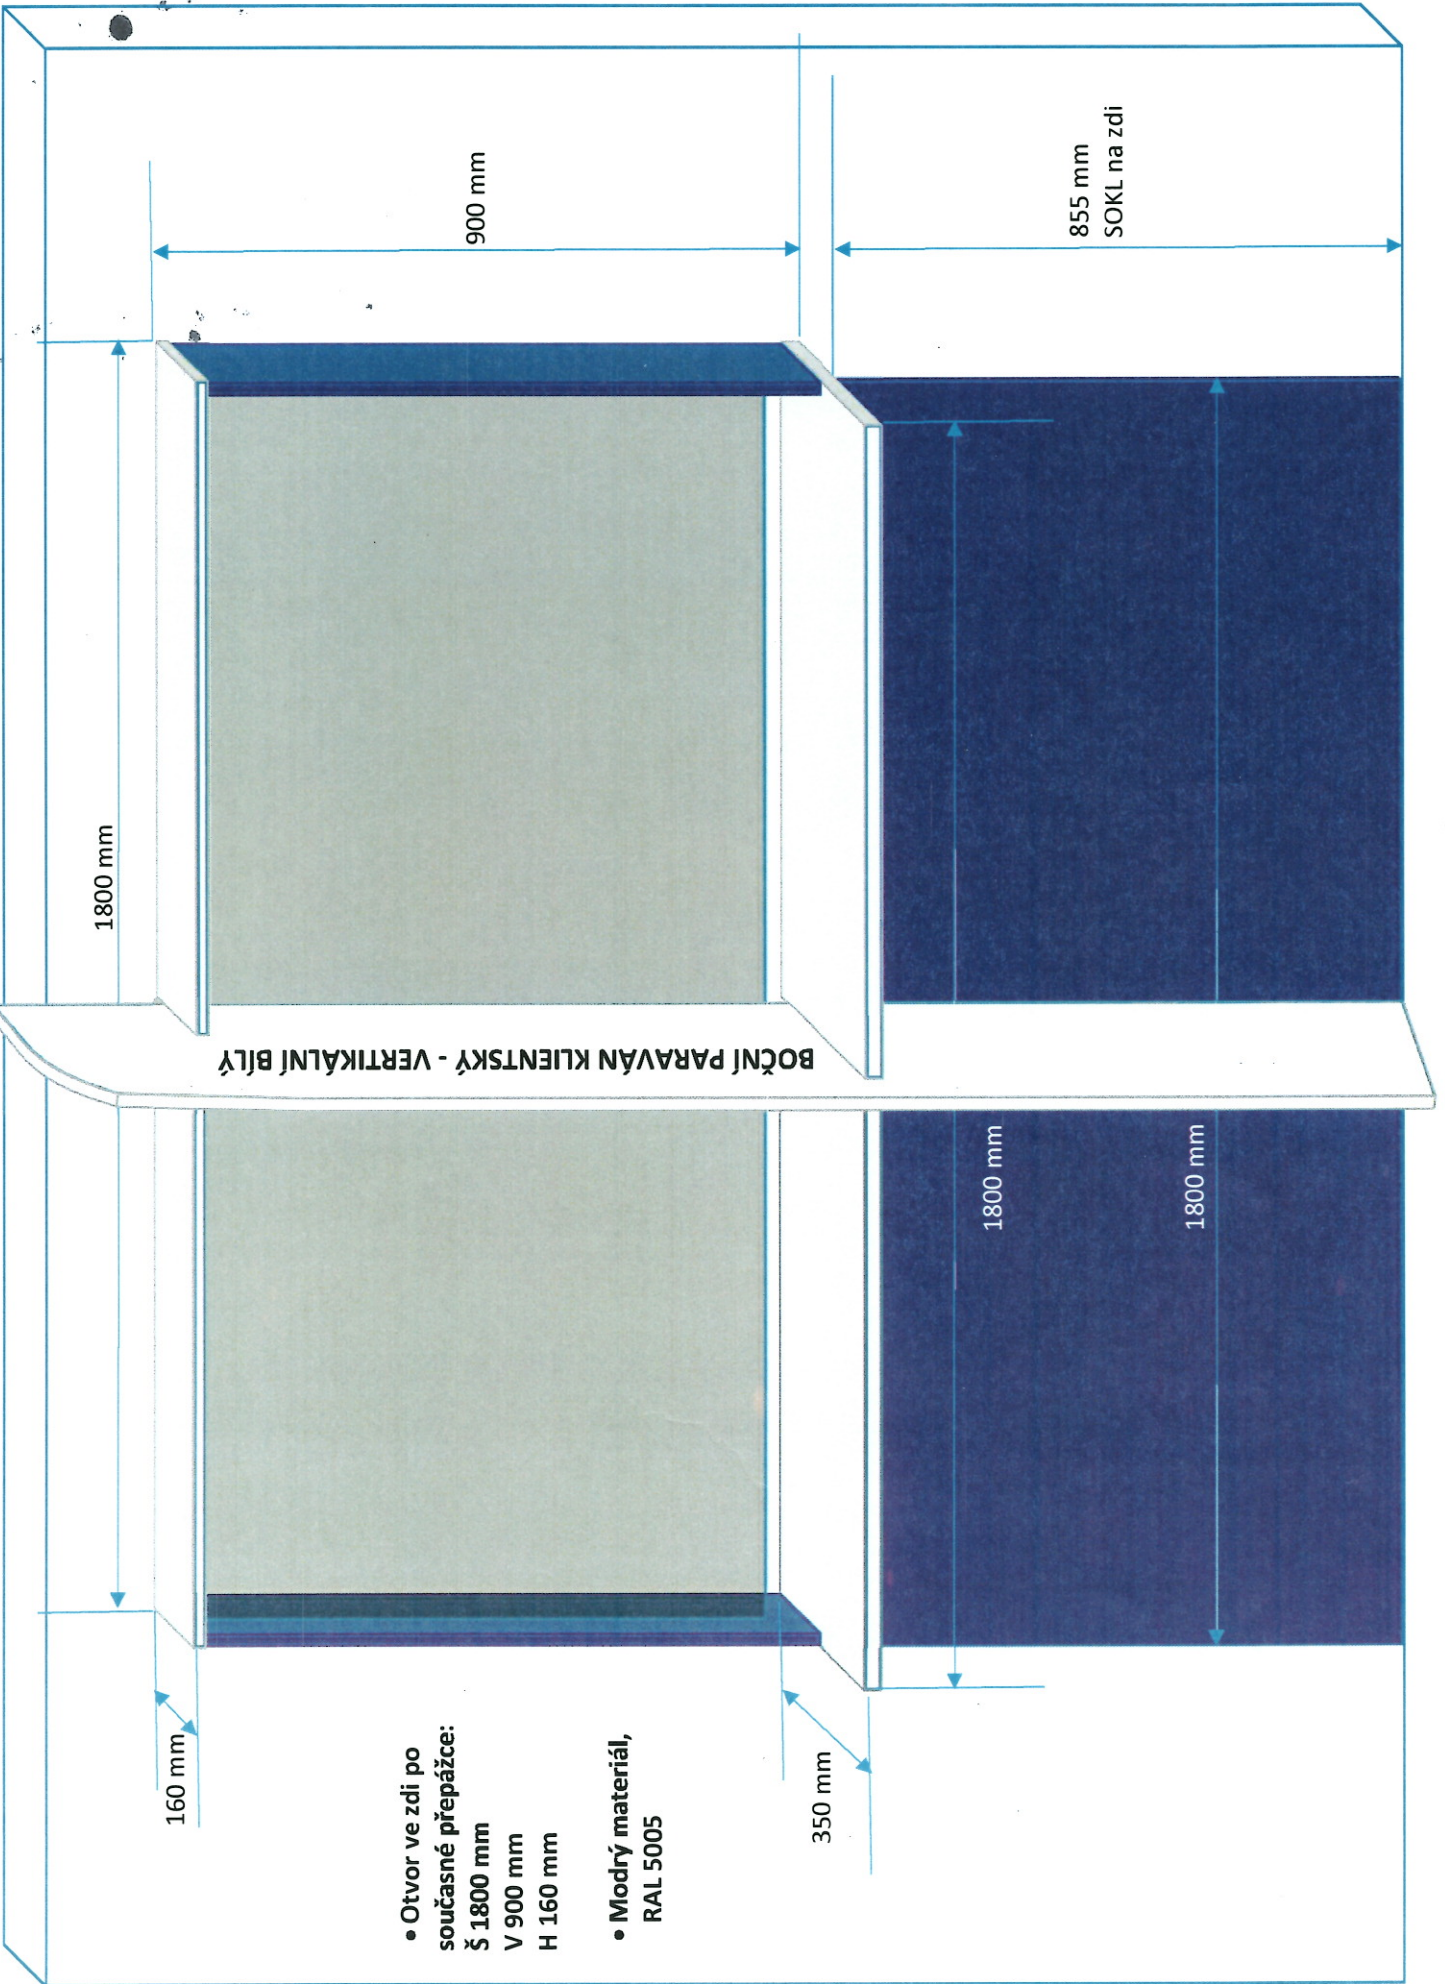 1800 mm
900 mm
855 mm
SOKL na zdi
BOČNÍ PARAVÁN KLIENTSKÝ - VERTIKÁLNÍ BÍLÝ
1800 mm
1800 mm
160 mm
350 mm
• Otvor ve zdi po
současné přepážce:
Š 1800 mm
V 900 mm
H 160 mm
• Modrý materiál,
RAL 5005